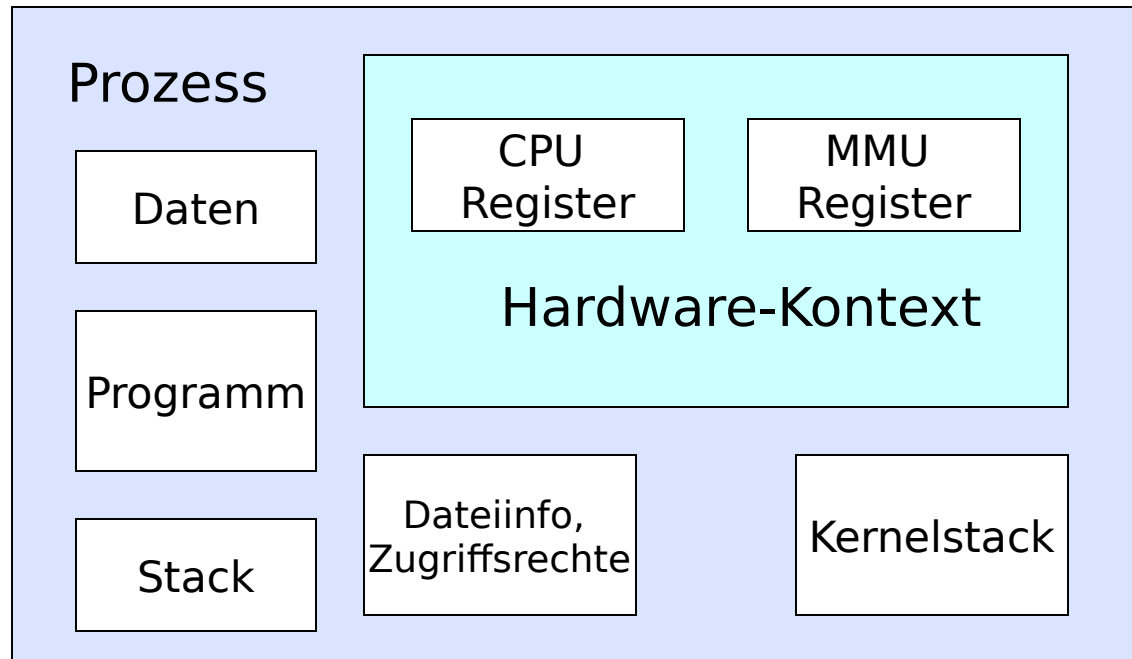 Prozess
Daten
Programm
Stack
CPU
Register
MMU
Register
Hardware-Kontext
Dateiinfo,
Zugriffsrechte
Kernelstack